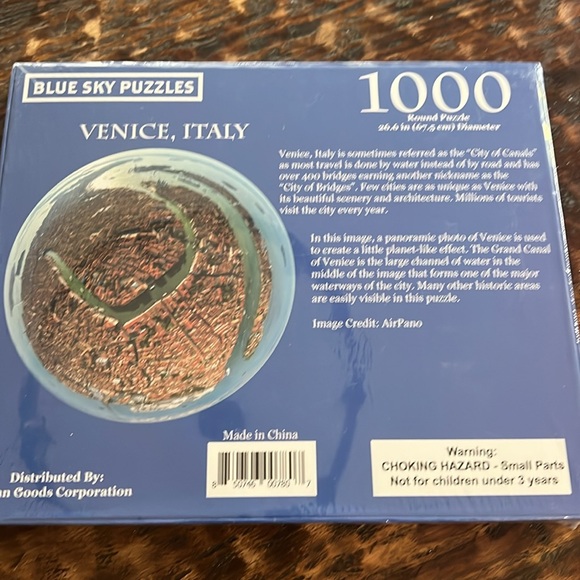 BLUE SKY PUZZLES
1000
Round Puzzle
26.6 in (67.5 cm) Diameter
VENICE, ITALY
Venice, Italy is sometimes referred as the "City of Canals"
as most travel is done by water instead of by road and has
over 400 bridges earning another nickname as the
"City of Bridges". Few cities are as unique as Venice with
its beautiful scenery and architecture. Millions of tourists
visit the city every year.
In this image, a panoramic photo of Venice is used
to create a little planet-like effect. The Grand Canal
of Venice is the large channel of water in the
middle of the image that forms one of the major
waterways of the city. Many other historic areas
are easily visible in this puzzle.
Image Credit: AirPano
Made in China
8 50746 00780 7
Distributed By:
Goods Corporation
Warning:
CHOKING HAZARD - Small Parts
Not for children under 3 years